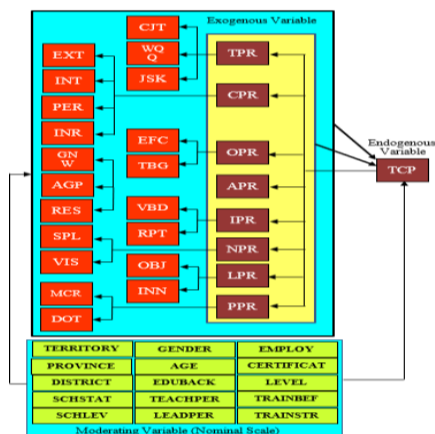 Exogenous Variable
CJT
WQ
Q
JSK
EXT
INT
PER
INR
GN
W
AGP
RES
SPL
VIS
MCR
DOT
EFC
TBG
VBD
RPT
OBJ
INN
TPR
CPR
OPR
APR
IPR
NPR
LPR
PPR
Endogenous
Variable
TCP
TERRITORY GENDER EMPLOY
PROVINCE AGE CERTIFICAT
DISTRICT EDUBACK LEVEL
SCHSTAT TEACHPER TRAINBEF
SCHLEV LEADPER TRAINSTR
Moderating Variable (Nominal Scale)